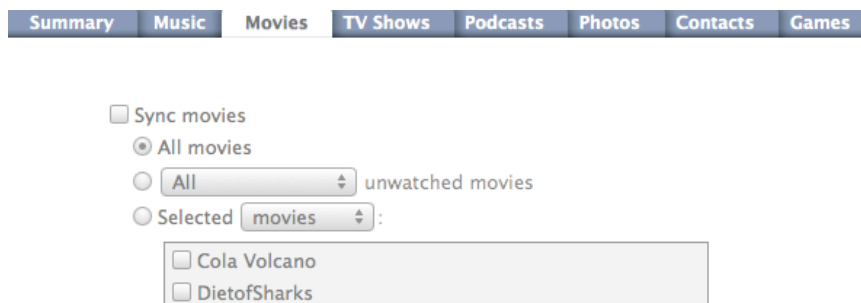 Summary Music Movies TV Shows Podcasts Photos Contacts Games
Sync movies
All movies
All unwatched movies
Selected movies :
Cola Volcano
DietofSharks